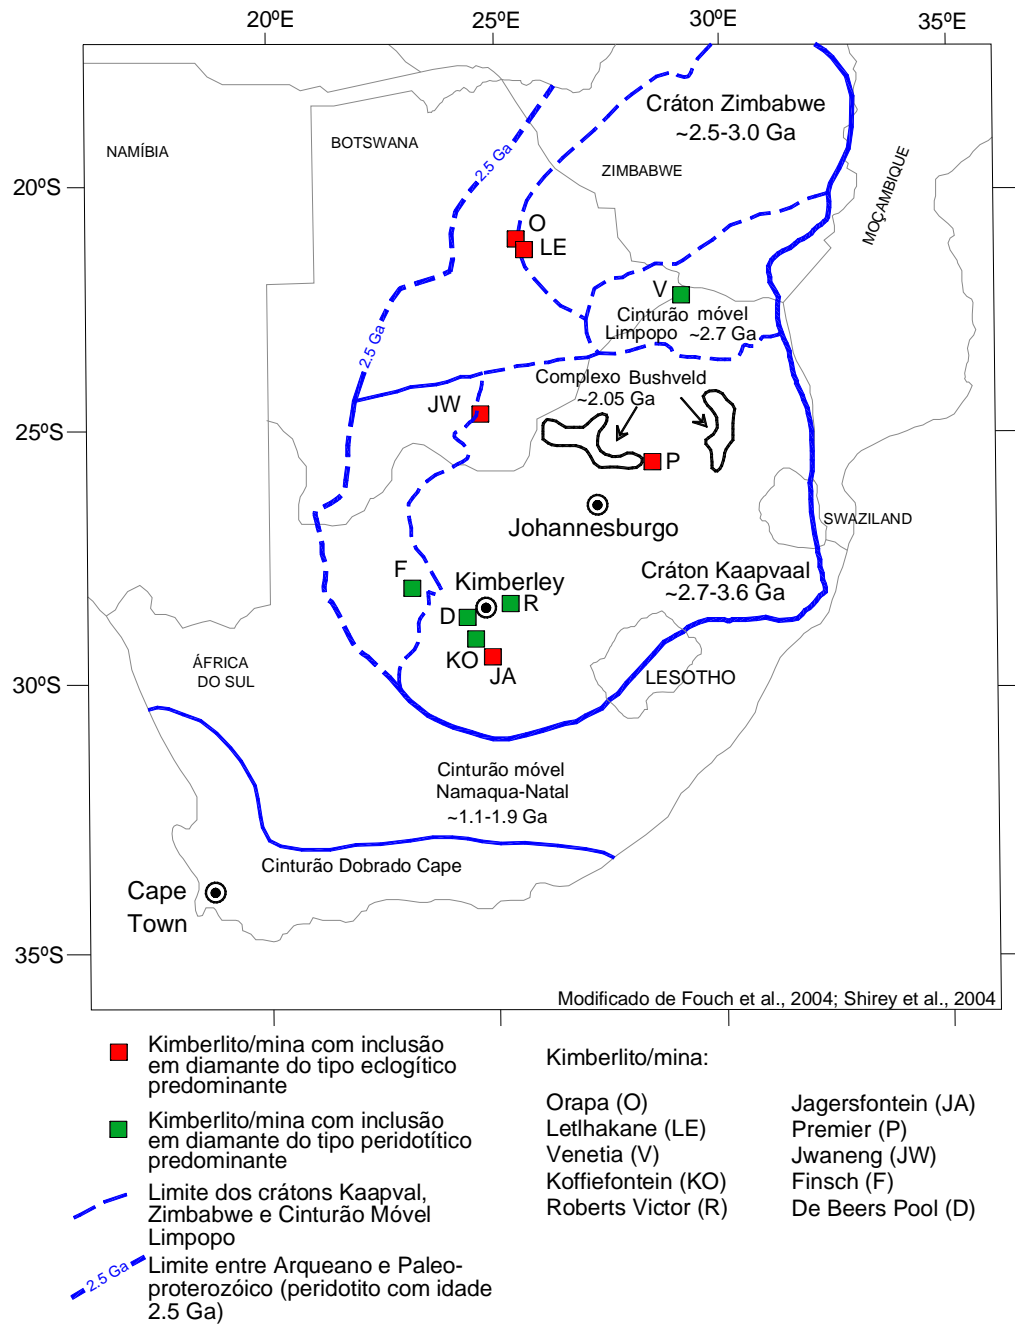 20ºE
25ºE
30ºE
35ºE
Cráton Zimbabwe
~2.5-3.0 Ga
NAMÍBIA
BOTSWANA
2.5 Ga
ZIMBABWE
MOÇAMBIQUE
20ºS
O
LE
V
Cinturão móvel
Limpopo ~2.7 Ga
2.5 Ga
Complexo Bushveld
~2.05 Ga
JW
25ºS
P
Johannesburgo
SWAZILAND
F
Kimberley
Cráton Kaapvaal
~2.7-3.6 Ga
R
D
KO
JA
ÁFRICA
DO SUL
LESOTHO
30ºS
Cinturão móvel
Namaqua-Natal
~1.1-1.9 Ga
Cinturão Dobrado Cape
Cape
Town
35ºS
Modificado de Fouch et al., 2004; Shirey et al., 2004
Kimberlito/mina com inclusão
em diamante do tipo eclogítico
predominante
Kimberlito/mina com inclusão
em diamante do tipo peridotítico
predominante
Limite dos crátons Kaapval,
Zimbabwe e Cinturão Móvel
Limpopo
2.5 Ga
Limite entre Arqueano e Paleo-
proterozóico (peridotito com idade
2.5 Ga)
Kimberlito/mina:
Orapa (O)
Letlhakane (LE)
Venetia (V)
Koffiefontein (KO)
Roberts Victor (R)
Jagersfontein (JA)
Premier (P)
Jwaneng (JW)
Finsch (F)
De Beers Pool (D)